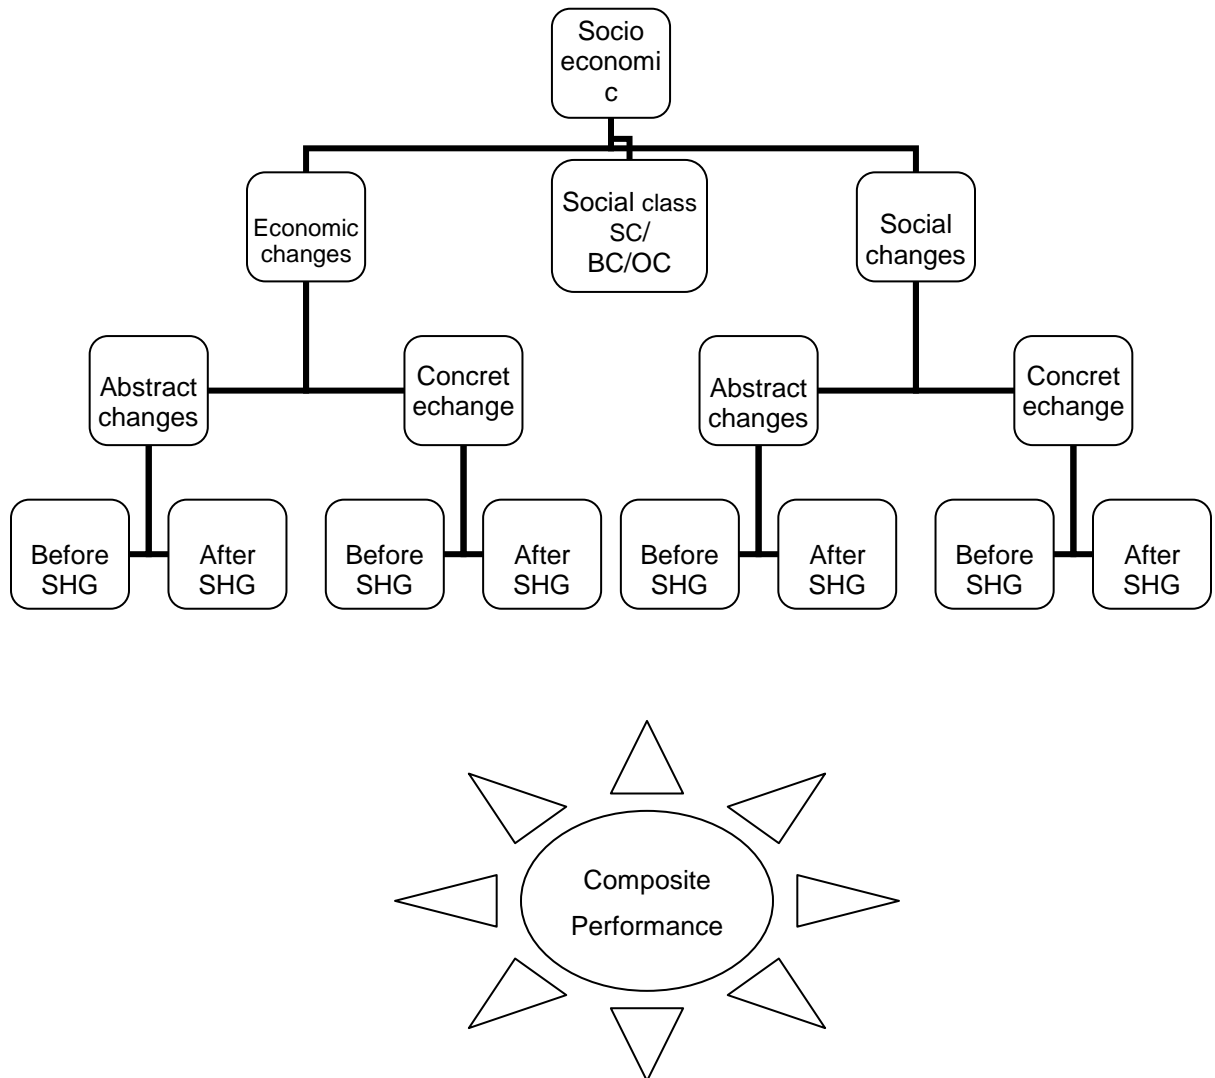 Socio
economi
c
Economic
changes
Social class
SC/
BC/OC
Social
changes
Abstract
changes
Concret
echange
Abstract
changes
Concret
echange
Before
SHG
After
SHG
Before
SHG
After
SHG
Before
SHG
After
SHG
Before
SHG
After
SHG
Composite
Performance